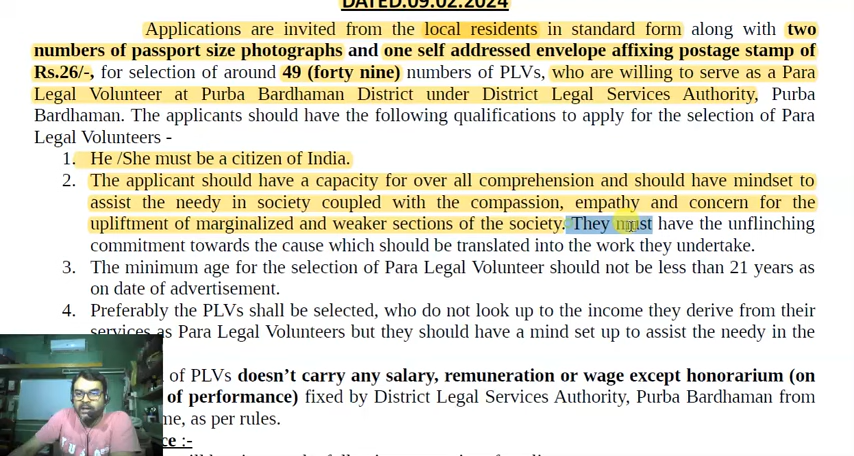 DATED:09.02.2024
Applications are invited from the local residents in standard form along with two
numbers of passport size photographs and one self addressed envelope affixing postage stamp of
Rs.26/-, for selection of around 49 (forty nine) numbers of PLVs, who are willing to serve as a Para
Legal Volunteer at Purba Bardhaman District under District Legal Services Authority, Purba
Bardhaman. The applicants should have the following qualifications to apply for the selection of Para
Legal Volunteers -
1. He /She must be a citizen of India.
2. The applicant should have a capacity for over all comprehension and should have mindset to
assist the needy in society coupled with the compassion, empathy and concern for the
upliftment of marginalized and weaker sections of the society. They must have the unflinching
commitment towards the cause which should be translated into the work they undertake.
3. The minimum age for the selection of Para Legal Volunteer should not be less than 21 years as
on date of advertisement.
4. Preferably the PLVs shall be selected, who do not look up to the income they derive from their
services as Para Legal Volunteers but they should have a mind set up to assist the needy in the
of PLVs doesn't carry any salary, remuneration or wage except honorarium (on
of performance) fixed by District Legal Services Authority, Purba Bardhaman from
me, as per rules.
ce :-